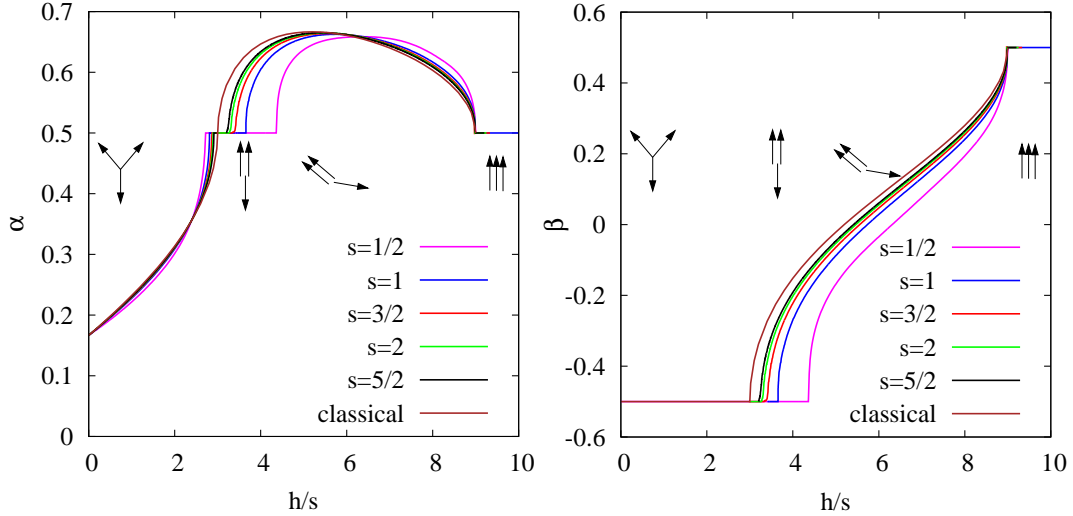 0.7
0.6
0.5
0.4
0.3
0.2
0.1
0
α
s=1/2
s=1
s=3/2
s=2
s=5/2
classical
0 2 4 6 8 10
h/s
0.6
0.4
0.2
0
-0.2
-0.4
-0.6
β
s=1/2
s=1
s=3/2
s=2
s=5/2
classical
0 2 4 6 8 10
h/s